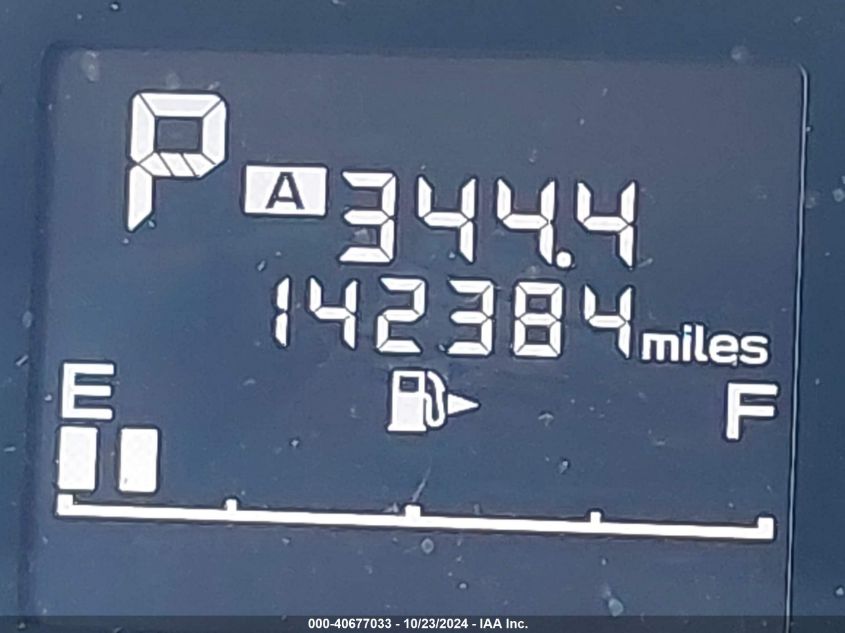 P A 344.4
142384 miles
E F
000-40677033 - 10/23/2024 - IAA Inc.